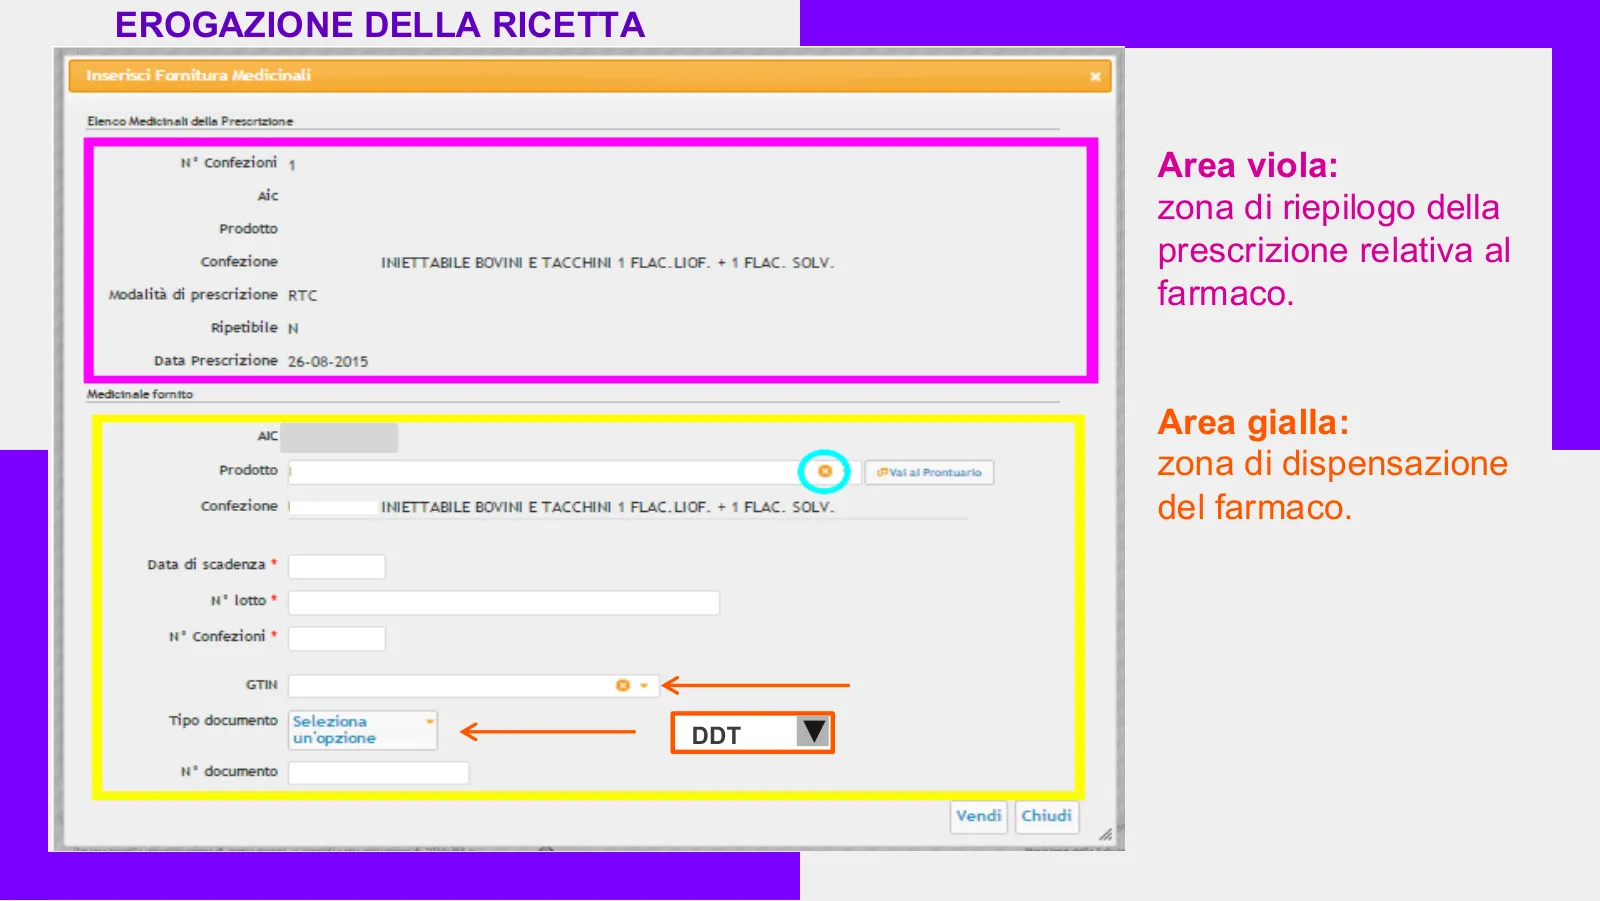 EROGAZIONE DELLA RICETTA
Inserisci Fornitura Medicinali
Elenco Medicinali della Prescrizione
N° Confezioni 1
Aic
Prodotto
Confezione INIETTABILE BOVINI E TACCHINI 1 FLAC.LIOF. + 1 FLAC. SOLV.
Modalità di prescrizione RTC
Ripetibile N
Data Prescrizione 26-08-2015
Medicinale fornito
AIC
Prodotto Vai al Prontuario
Confezione INIETTABILE BOVINI E TACCHINI 1 FLAC.LIOF. + 1 FLAC. SOLV.
Data di scadenza *
N° lotto *
N° Confezioni *
GTIN
Tipo documento Seleziona
un'opzione
DDT
N° documento
Vendi Chiudi
Area viola:
zona di riepilogo della
prescrizione relativa al
farmaco.
Area gialla:
zona di dispensazione
del farmaco.